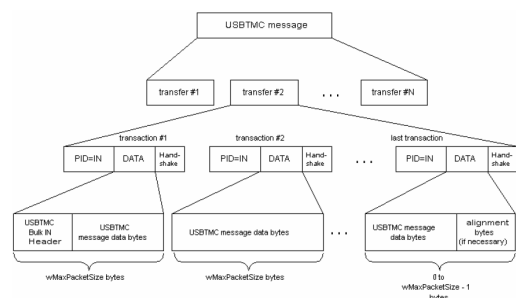 USBTMC message
transfer #1 transfer #2 . . . transfer #N
transaction #1 transaction #2 last transaction
PID=IN DATA Hand-
shake
PID=IN DATA Hand-
shake
. . .
PID=IN DATA Hand-
shake
USBTMC
Bulk IN
Header
USBTMC
message data bytes
USBTMC message data bytes
. . .
USBTMC message data
bytes
alignment
bytes
(if necessary)
wMaxPacketSize bytes
wMaxPacketSize bytes
0 to
wMaxPacketSize - 1
bytes